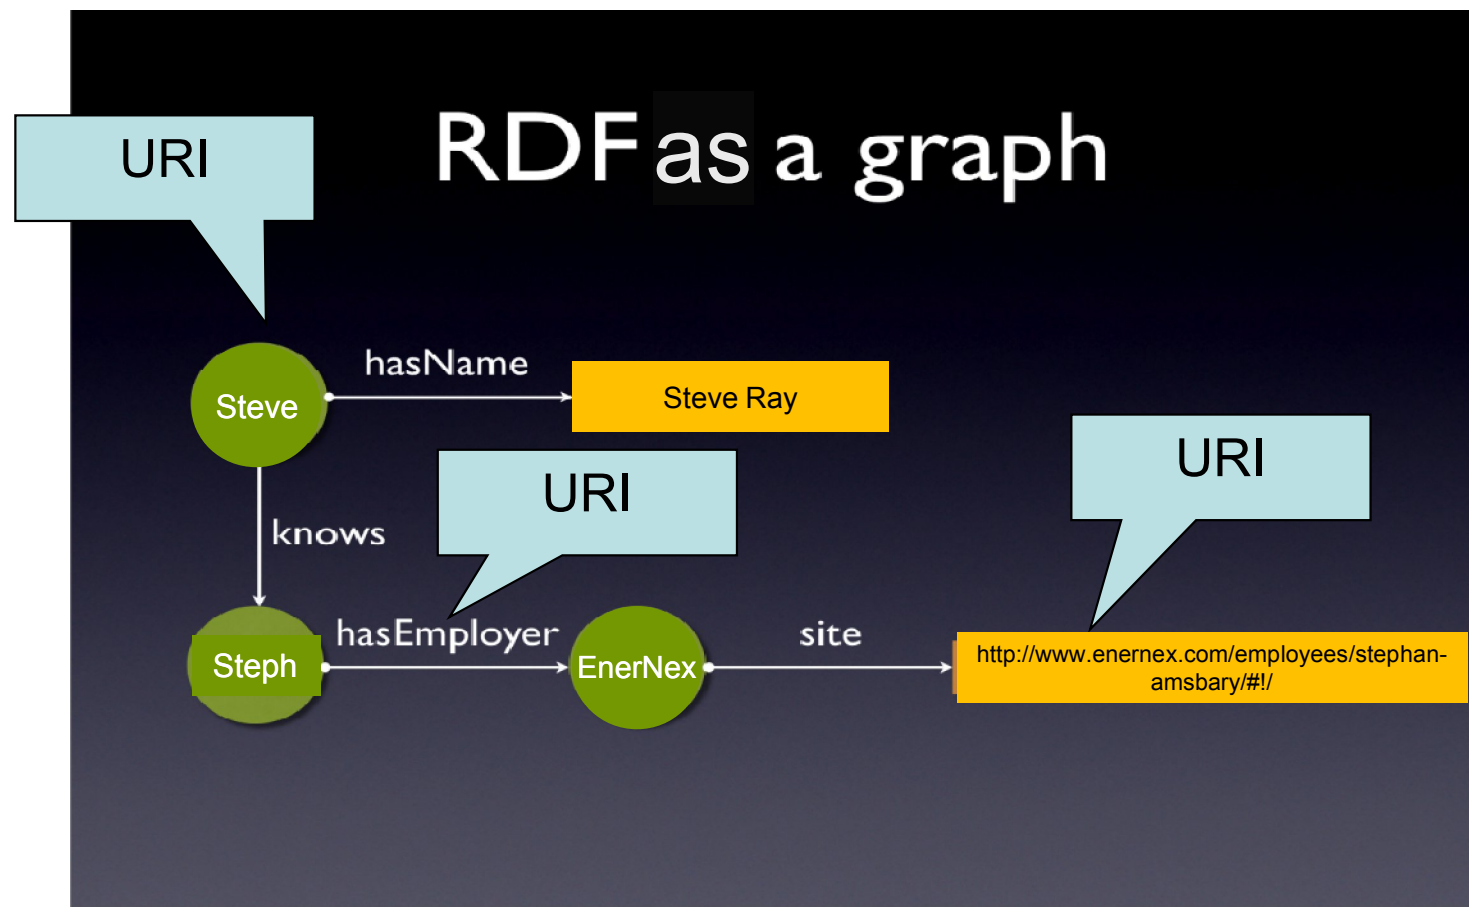 RDF as a graph
URI
hasName
Steve
Steve Ray
URI
URI
knows
hasEmployer
site
Steph
EnerNex
http://www.enernex.com/employees/stephan-
amsbary/#!/